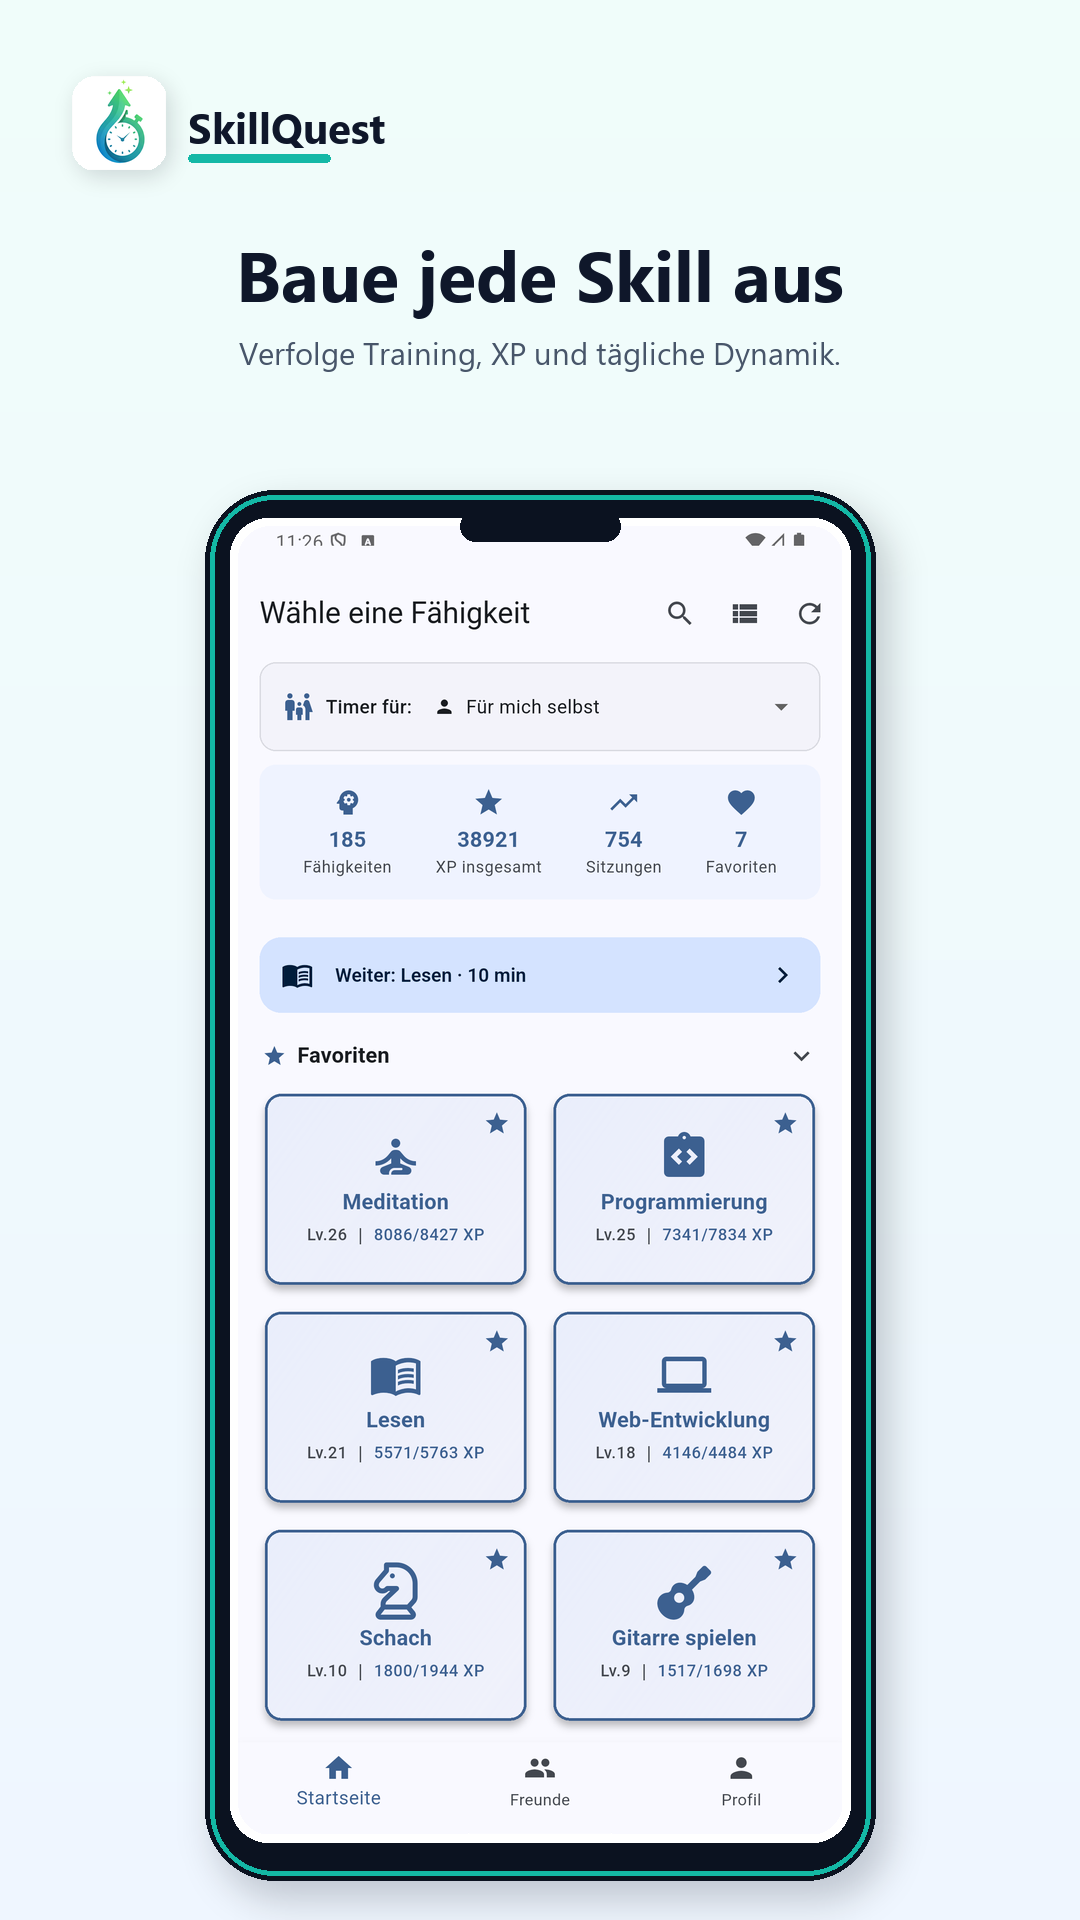 SkillQuest
Baue jede Skill aus
Verfolge Training, XP und tägliche Dynamik.
11:26
Wähle eine Fähigkeit
Timer für: Für mich selbst
185 38921 754 7
Fähigkeiten XP insgesamt Sitzungen Favoriten
Weiter: Lesen · 10 min
Favoriten
Meditation Programmierung
Lv.26 | 8086/8427 XP Lv.25 | 7341/7834 XP
Lesen Web-Entwicklung
Lv.21 | 5571/5763 XP Lv.18 | 4146/4484 XP
Schach Gitarre spielen
Lv.10 | 1800/1944 XP Lv.9 | 1517/1698 XP
Startseite Freunde Profil